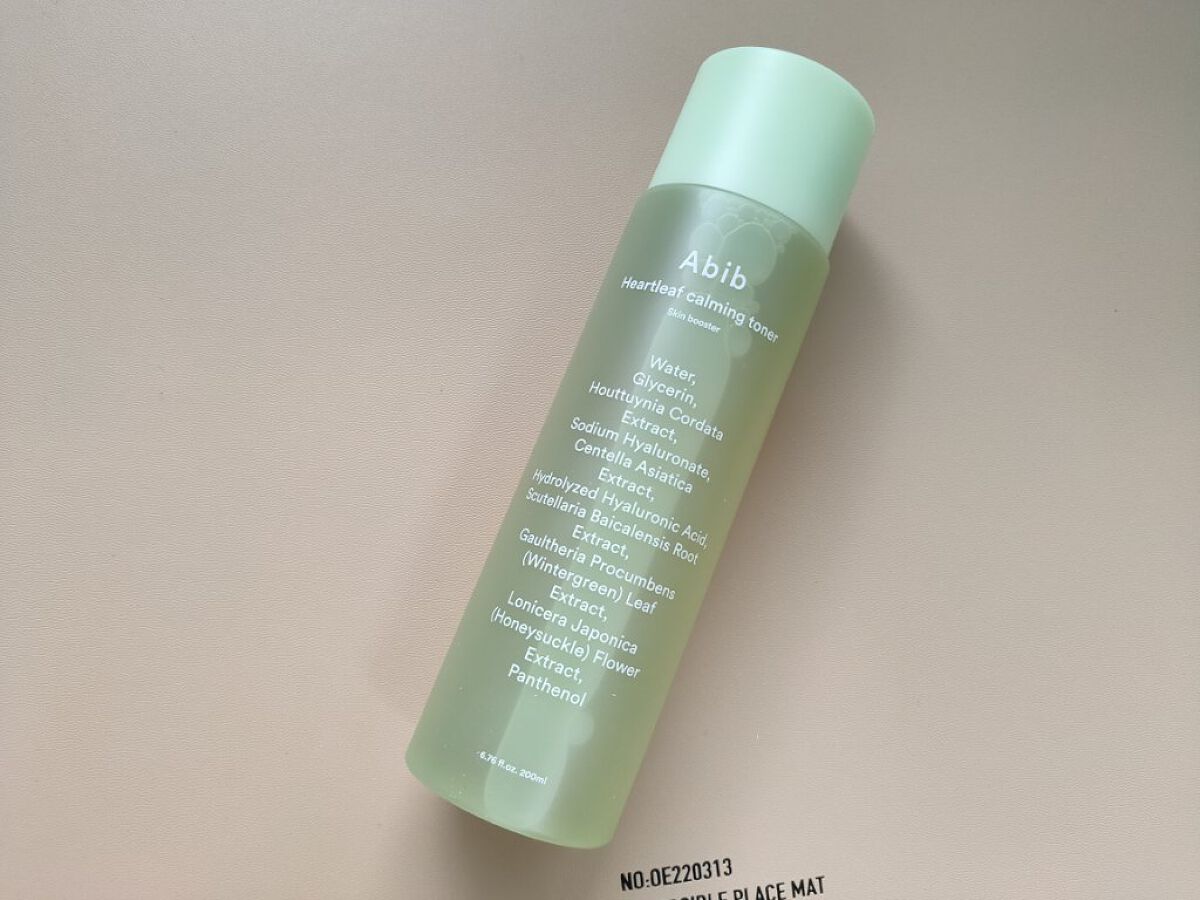 Abib
Heartleaf calming toner
Skin booster
Water,
Glycerin,
Houttuynia Cordata
Extract,
Sodium Hyaluronate,
Centella Asiatica
Extract,
Hydrolyzed Hyaluronic Acid,
Scutellaria Baicalensis Root
Extract,
Gaultheria Procumbens
(Wintergreen) Leaf
Extract,
Lonicera Japonica
(Honeysuckle) Flower
Extract,
Panthenol
6.76 fl.oz. 200ml
NO:OE220313
PLACE MAT